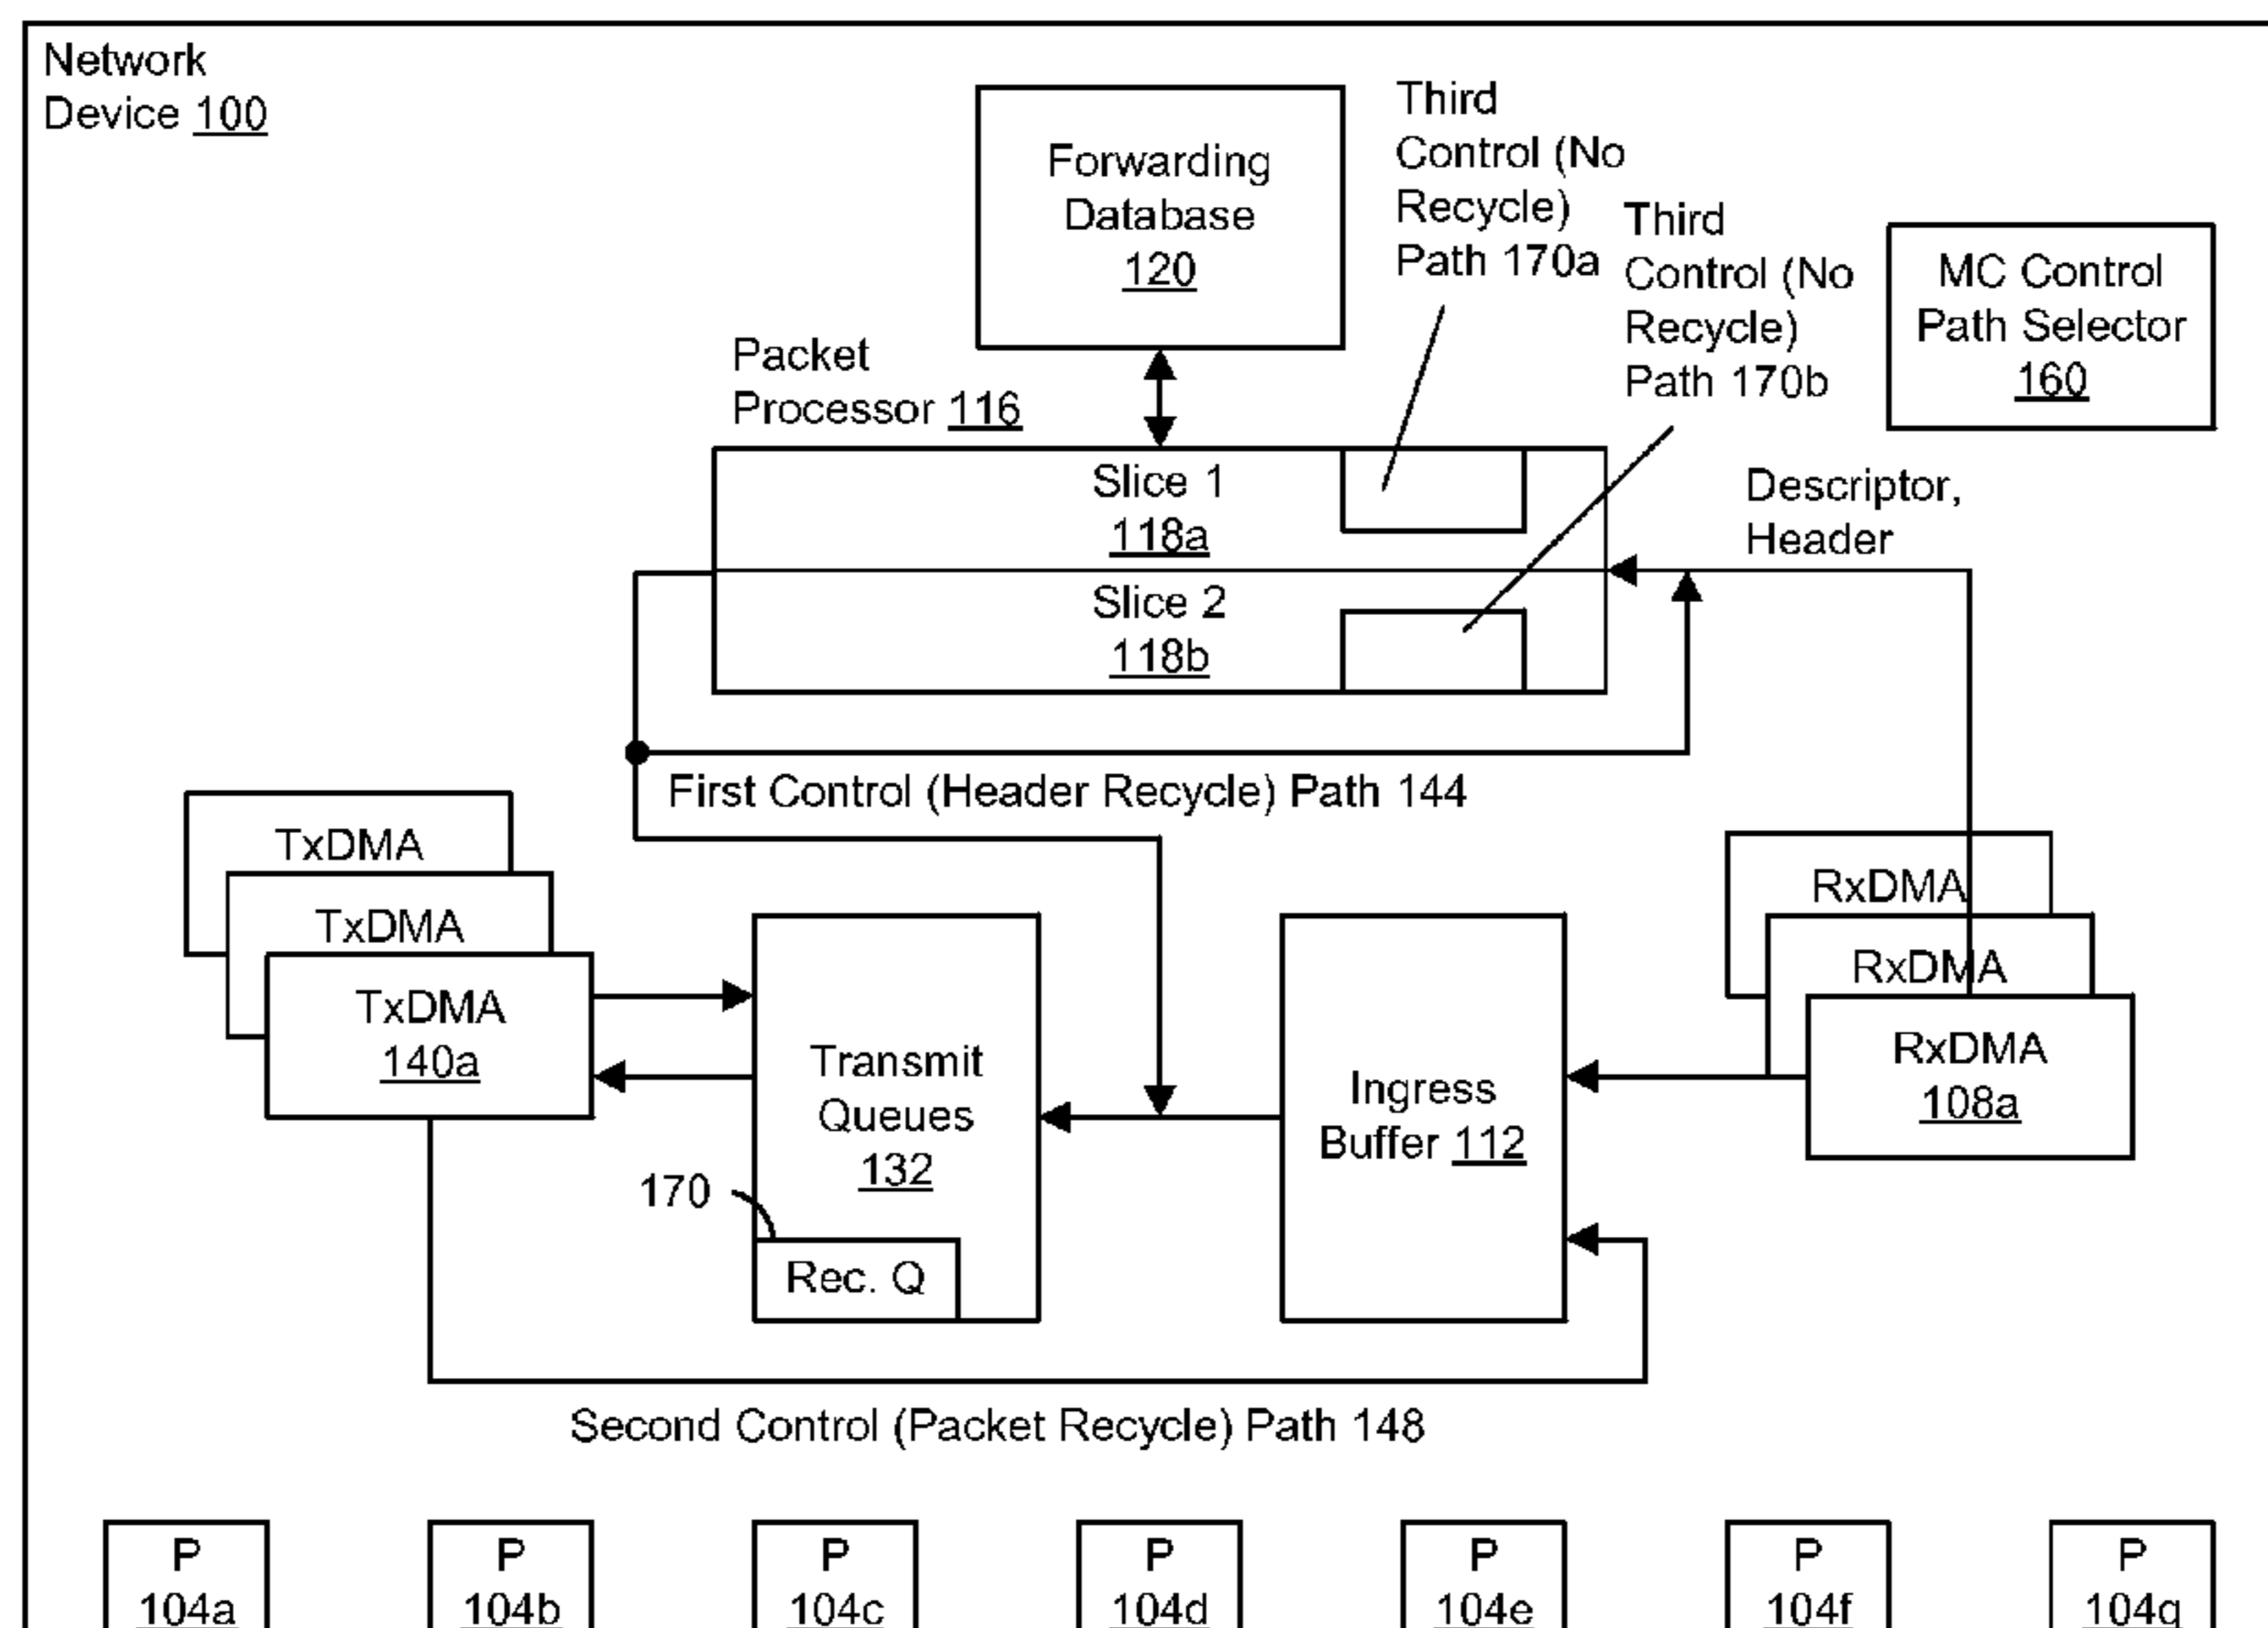 Network
Device 100
Forwarding
Database
120
Third
Control (No
Recycle)
Path 170a
Third
Control (No
Recycle)
Path 170b
MC Control
Path Selector
160
Packet
Processor 116
Slice 1
118a
Slice 2
118b
Descriptor,
Header
First Control (Header Recycle) Path 144
TxDMA
TxDMA
TxDMA
140a
Transmit
Queues
132
170
Rec. Q
Ingress
Buffer 112
RxDMA
RxDMA
RxDMA
108a
Second Control (Packet Recycle) Path 148
P
104a
P
104b
P
104c
P
104d
P
104e
P
104f
P
104g